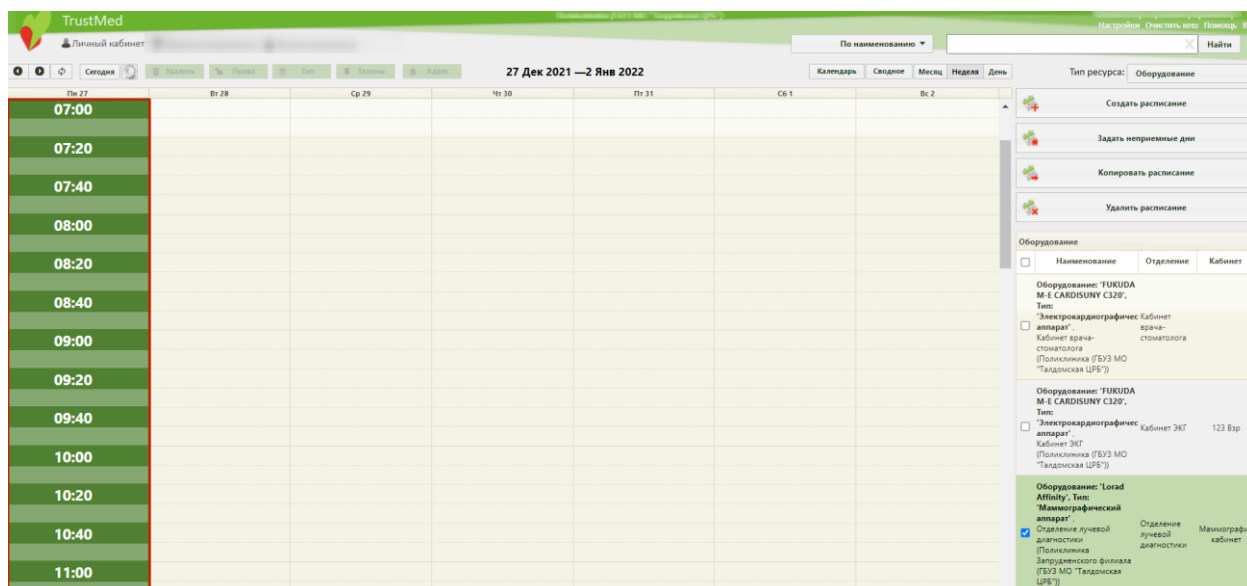 TrustMed
Настройки Очистить кеш Помощь
Личный кабинет
По наименованию
Найти
Сегодня Удалить Права Тип Талоны Адрес 27 Дек 2021 —2 Янв 2022 Календарь Сводное Месяц Неделя День Тип ресурса: Оборудование
Пн 27 Вт 28 Ср 29 Чт 30 Пт 31 Сб 1 Вс 2
07:00
07:20
07:40
08:00
08:20
08:40
09:00
09:20
09:40
10:00
10:20
10:40
11:00
Создать расписание
Задать неприемные дни
Копировать расписание
Удалить расписание
Оборудование
Наименование Отделение Кабинет
Оборудование: 'FUKUDA
M-E CARDISUNY C320',
Тип:
'Электрокардиографичес
аппарат' ,
Кабинет врача-
стоматолога
(Поликлиника (ГБУЗ МО
"Талдомская ЦРБ"))
Кабинет
врача-
стоматолога
Оборудование: 'FUKUDA
M-E CARDISUNY C320',
Тип:
'Электрокардиографичес
аппарат' ,
Кабинет ЭКГ
(Поликлиника (ГБУЗ МО
"Талдомская ЦРБ"))
Кабинет ЭКГ
123 Взр
Оборудование: 'Lorad
Affinity', Тип:
'Маммографический
аппарат' ,
Отделение лучевой
диагностики
(Поликлиника
Запрудненского филиала
(ГБУЗ МО "Талдомская
ЦРБ"))
Отделение
лучевой
диагностики
Маммографи
кабинет